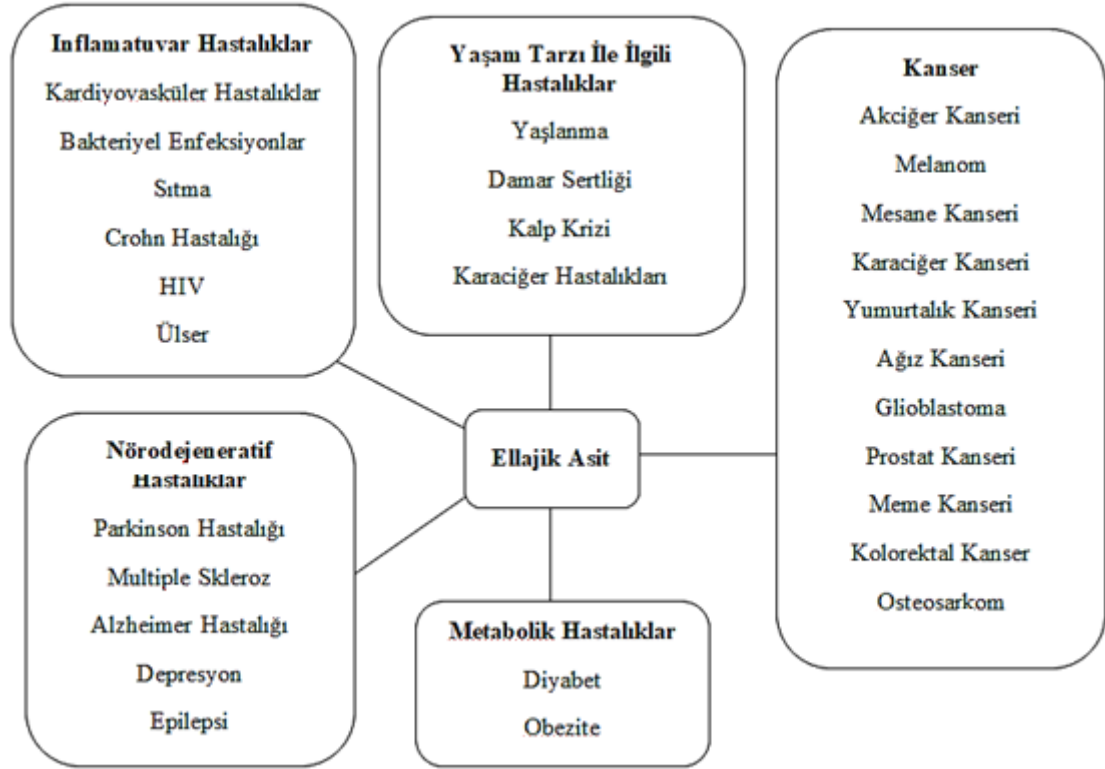 Inflamatuvar Hastalıklar
Kardiyovasküler Hastalıklar
Bakteriyel Enfeksiyonlar
Sıtma
Crohn Hastalığı
HIV
Ülser
Yaşam Tarzı İle İlgili
Hastalıklar
Yaşlanma
Damar Sertliği
Kalp Krizi
Karaciğer Hastalıkları
Kanser
Akciğer Kanseri
Melanom
Mesane Kanseri
Karaciğer Kanseri
Yumurtalık Kanseri
Ağız Kanseri
Glioblastoma
Prostat Kanseri
Meme Kanseri
Kolorektal Kanser
Osteosarkom
Ellajik Asit
Nörodejeneratif
Hastalıklar
Parkinson Hastalığı
Multiple Skleroz
Alzheimer Hastalığı
Depresyon
Epilepsi
Metabolik Hastalıklar
Diyabet
Obezite